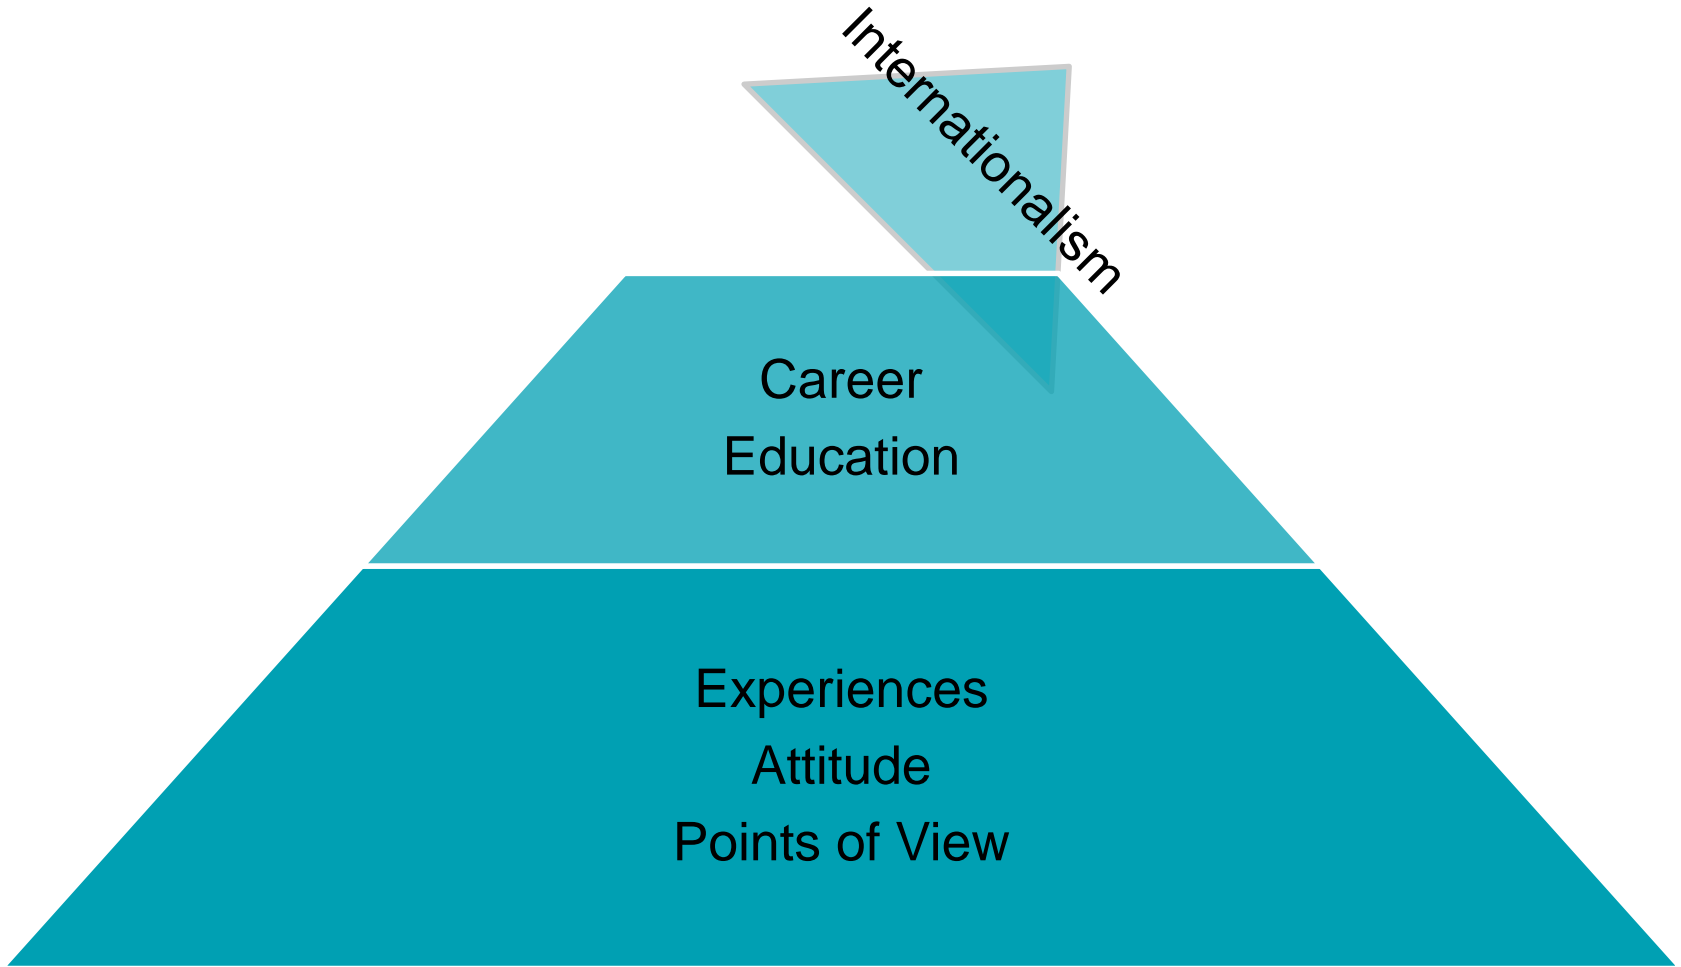 Internationalism
Career
Education
Experiences
Attitude
Points of View